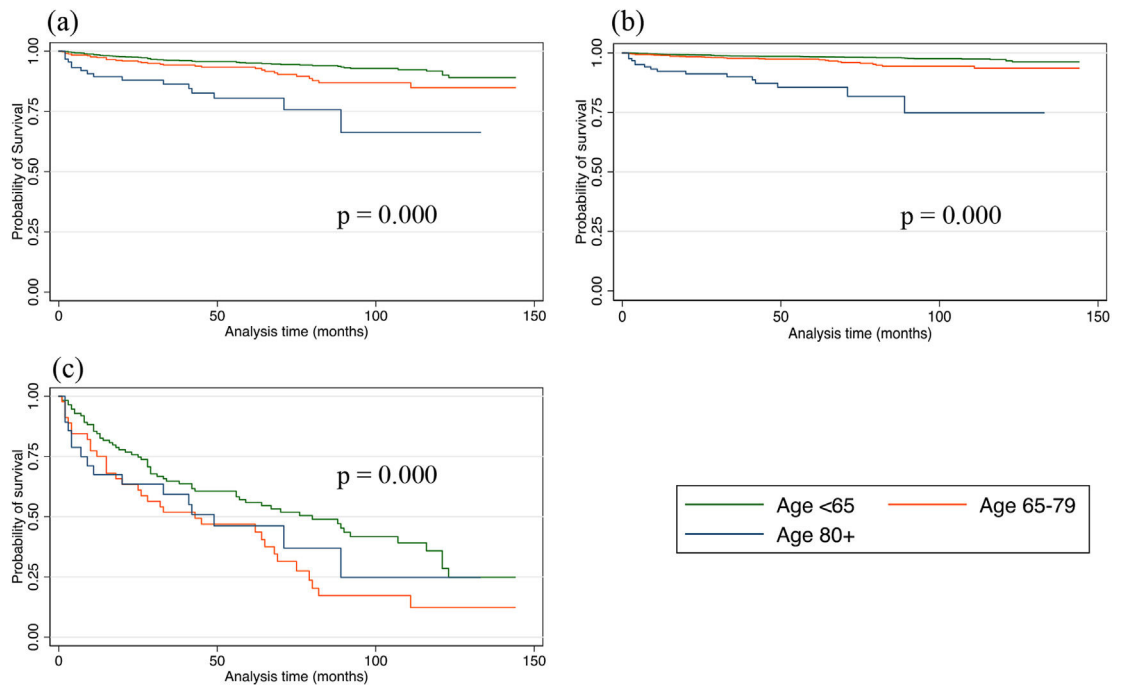 (a)
1.00
0.75
0.50
0.25
0.00
Probability of Survival
p = 0.000
0 50 100 150
Analysis time (months)
(b)
1.00
0.75
0.50
0.25
0.00
Probability of survival
p = 0.000
0 50 100 150
Analysis time (months)
(c)
1.00
0.75
0.50
0.25
0.00
Probability of survival
p = 0.000
0 50 100 150
Analysis time (months)
Age <65 Age 65-79
Age 80+